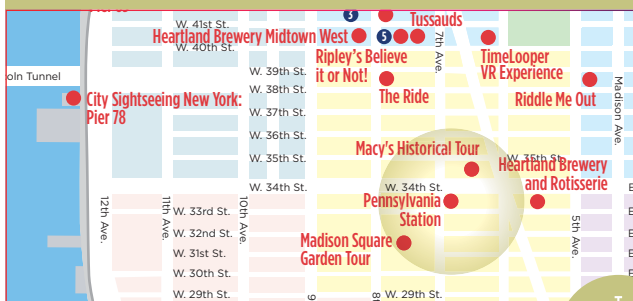 W. 41st St.
Tussauds
Heartland Brewery Midtown West
5
W. 40th St.
7th Ave.
Ripley's Believe
it or Not!
TimeLooper
VR Experience
oln Tunnel
W. 39th St.
W. 38th St.
The Ride
Riddle Me Out
Madison Ave.
City Sightseeing New York:
Pier 78
W. 37th St.
W. 36th St.
Macy's Historical Tour
W. 35th St.
W. 35th St.
Heartland Brewery
and Rotisserie
W. 34th St.
W. 34th St.
Pennsylvania
Station
12th Ave.
11th Ave.
10th Ave.
W. 33rd St.
5th Ave.
W. 32nd St.
Madison Square
Garden Tour
W. 31st St.
W. 30th St.
W. 29th St.
W. 29th St.
9
8t
E
E
E
E
T